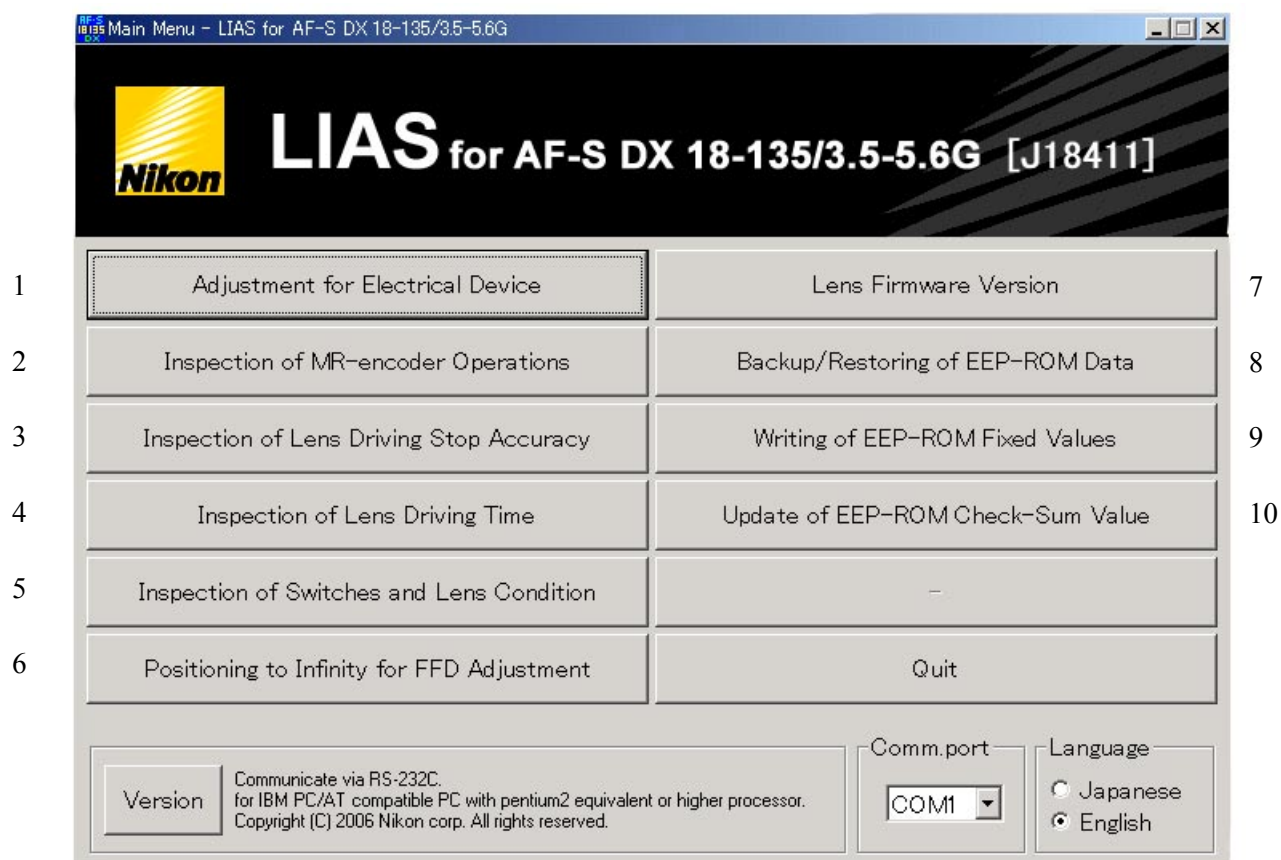 AF-S
18135
DX
Main Menu - LIAS for AF-S DX 18-135/3.5-5.6G
Nikon
LIAS for AF-S DX 18-135/3.5-5.6G [J18411]
1 Adjustment for Electrical Device Lens Firmware Version 7
2 Inspection of MR-encoder Operations Backup/Restoring of EEP-ROM Data 8
3 Inspection of Lens Driving Stop Accuracy Writing of EEP-ROM Fixed Values 9
4 Inspection of Lens Driving Time Update of EEP-ROM Check-Sum Value 10
5 Inspection of Switches and Lens Condition -
6 Positioning to Infinity for FFD Adjustment Quit
Version
Communicate via RS-232C.
for IBM PC/AT compatible PC with pentium2 equivalent or higher processor.
Copyright (C) 2006 Nikon corp. All rights reserved.
Comm.port
COM1
Language
Japanese
English